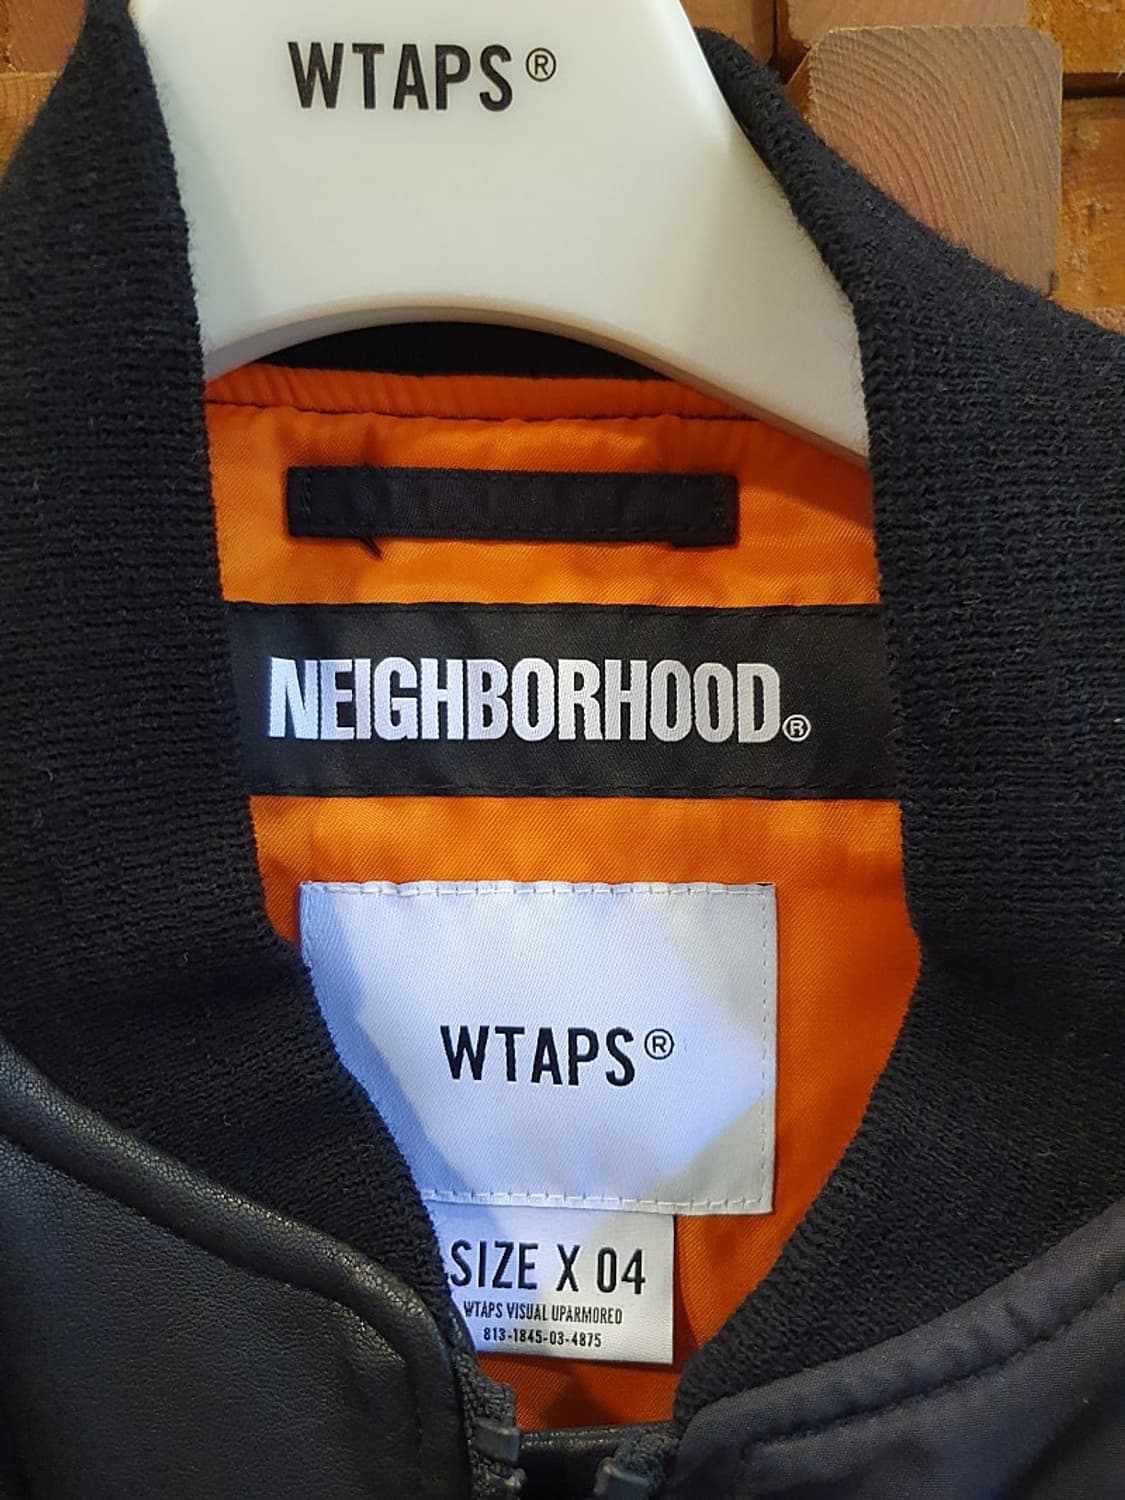 WTAPS®
NEIGHBORHOOD®
WTAPS®
SIZE X 04
WTAPS VISUAL UPARMORED
813-1845-03-4875